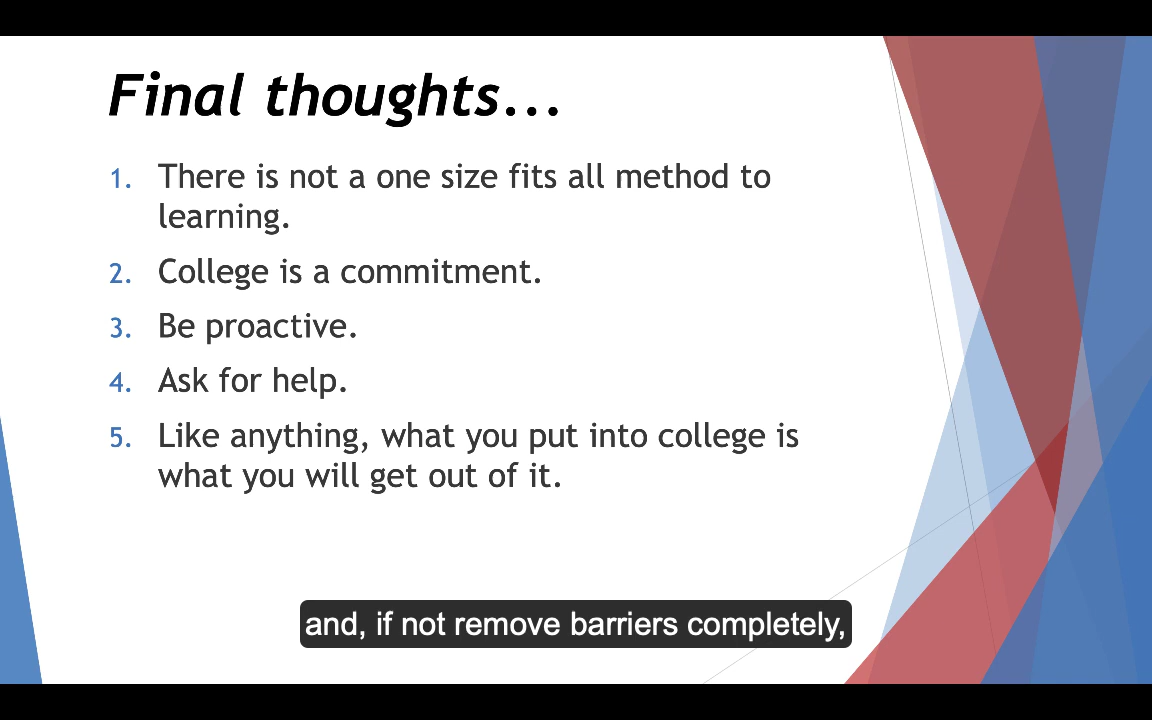 Final thoughts...
1. There is not a one size fits all method to
learning.
2. College is a commitment.
3. Be proactive.
4. Ask for help.
5. Like anything, what you put into college is
what you will get out of it.
and, if not remove barriers completely,